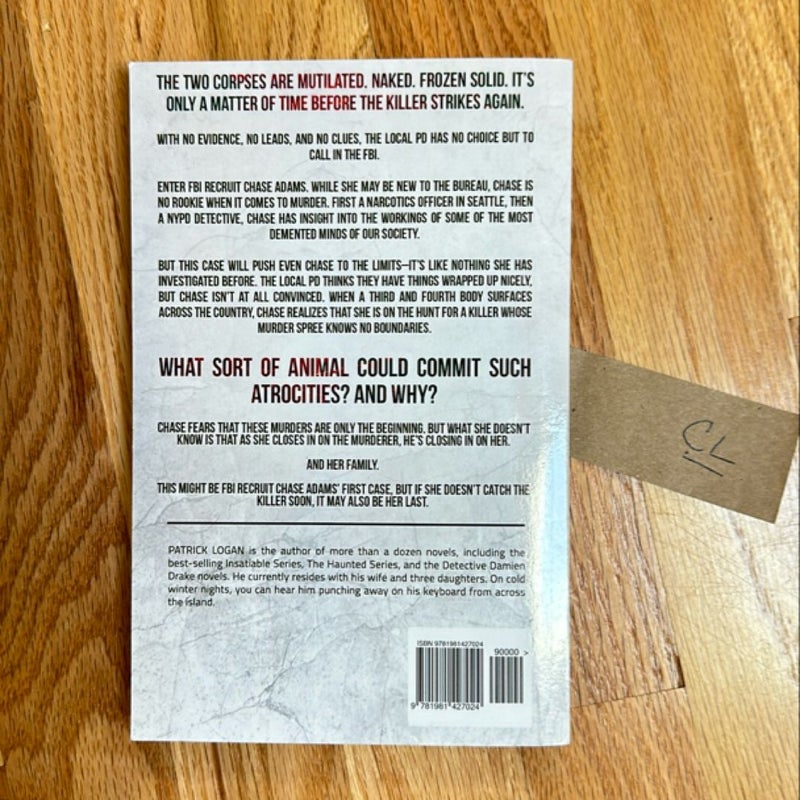 THE TWO CORPSES ARE MUTILATED. NAKED. FROZEN SOLID. IT'S
ONLY A MATTER OF TIME BEFORE THE KILLER STRIKES AGAIN.
WITH NO EVIDENCE, NO LEADS, AND NO CLUES, THE LOCAL PD HAS NO CHOICE BUT TO
CALL IN THE FBI.
ENTER FBI RECRUIT CHASE ADAMS. WHILE SHE MAY BE NEW TO THE BUREAU, CHASE IS
NO ROOKIE WHEN IT COMES TO MURDER. FIRST A NARCOTICS OFFICER IN SEATTLE, THEN
A NYPD DETECTIVE, CHASE HAS INSIGHT INTO THE WORKINGS OF SOME OF THE MOST
DEMENTED MINDS OF OUR SOCIETY.
BUT THIS CASE WILL PUSH EVEN CHASE TO THE LIMITS—IT'S LIKE NOTHING SHE HAS
INVESTIGATED BEFORE. THE LOCAL PD THINKS THEY HAVE THINGS WRAPPED UP NICELY,
BUT CHASE ISN'T AT ALL CONVINCED. WHEN A THIRD AND FOURTH BODY SURFACES
ACROSS THE COUNTRY, CHASE REALIZES THAT SHE IS ON THE HUNT FOR A KILLER WHOSE
MURDER SPREE KNOWS NO BOUNDARIES.
WHAT SORT OF ANIMAL COULD COMMIT SUCH
ATROCITIES? AND WHY?
CHASE FEARS THAT THESE MURDERS ARE ONLY THE BEGINNING. BUT WHAT SHE DOESN'T
KNOW IS THAT AS SHE CLOSES IN ON THE MURDERER, HE'S CLOSING IN ON HER.
AND HER FAMILY.
THIS MIGHT BE FBI RECRUIT CHASE ADAMS' FIRST CASE, BUT IF SHE DOESN'T CATCH THE
KILLER SOON, IT MAY ALSO BE HER LAST.
PATRICK LOGAN is the author of more than a dozen novels, including the
best-selling Insatiable Series, The Haunted Series, and the Detective Damien
Drake novels. He currently resides with his wife and three daughters. On cold
winter nights, you can hear him punching away on his keyboard from across
the island.
ISBN 9781981427024
90000 >
9 781981 427024
CL